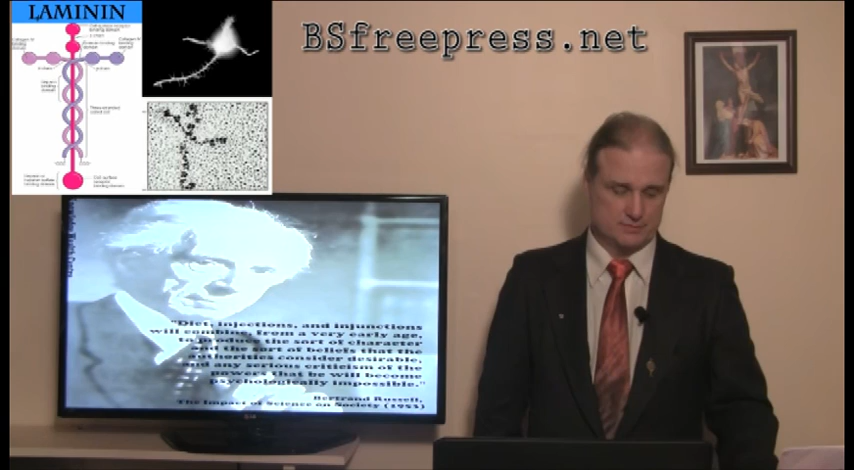 LAMININ
BSfreepress.net
"Diet, injections, and injunctions
will combine, from a very early age,
to produce the sort of character
and the sort of beliefs that the
authorities consider desirable,
and any serious criticism of the
powers that be will become
psychologically impossible."
Bertrand Russell,
The Impact of Science on Society (1953)